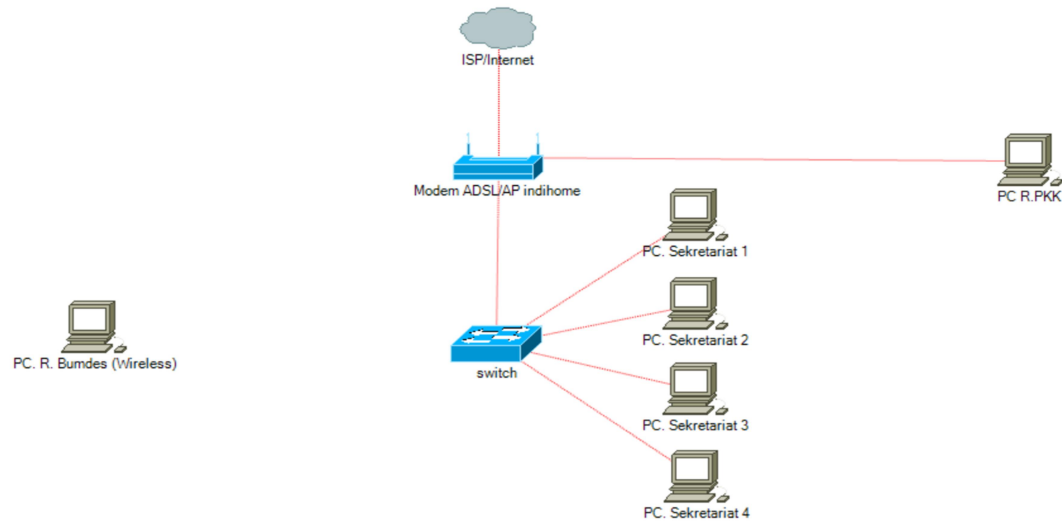 ISP/Internet
Modem ADSL/AP indihome
PC R.PKK
PC. Sekretariat 1
PC. Sekretariat 2
PC. R. Bumdes (Wireless)
switch
PC. Sekretariat 3
PC. Sekretariat 4